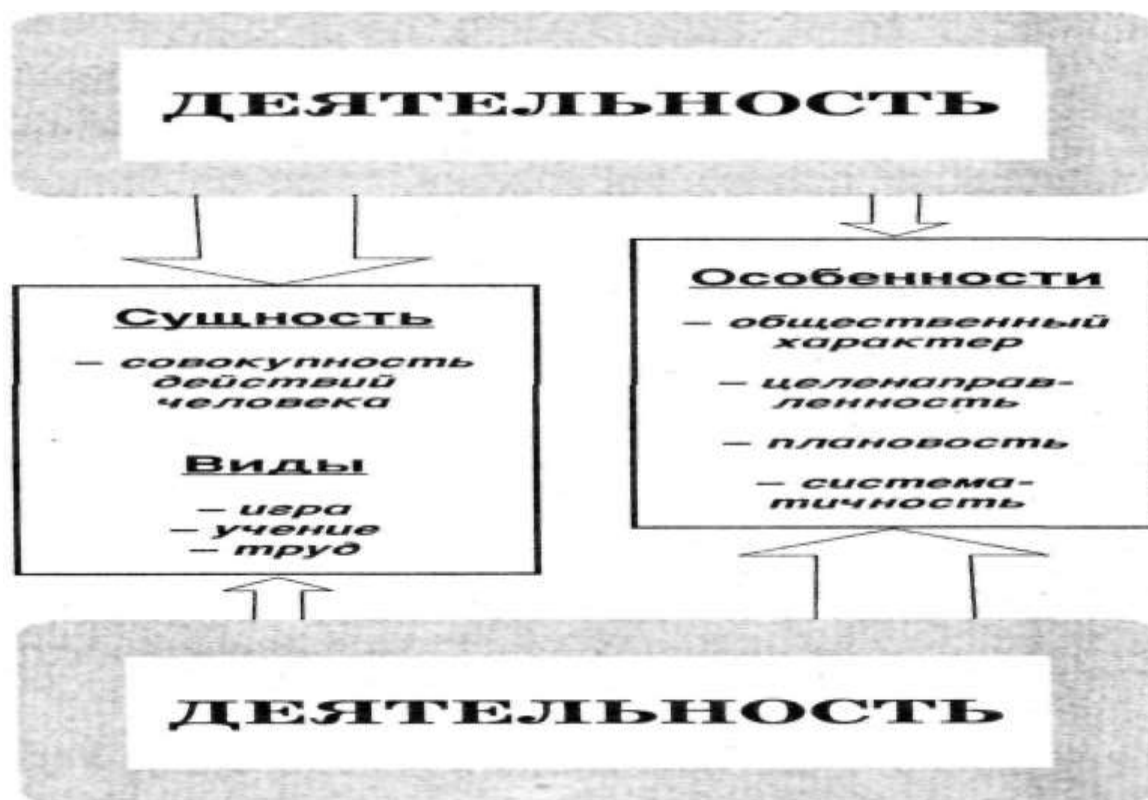 ДЕЯТЕЛЬНОСТЬ
Сущность
– совокупность
действий
человека
Виды
– игра
– учение
– труд
Особенности
– общественный
характер
– целенаправ-
ленность
– плановость
– система-
тичность
ДЕЯТЕЛЬНОСТЬ